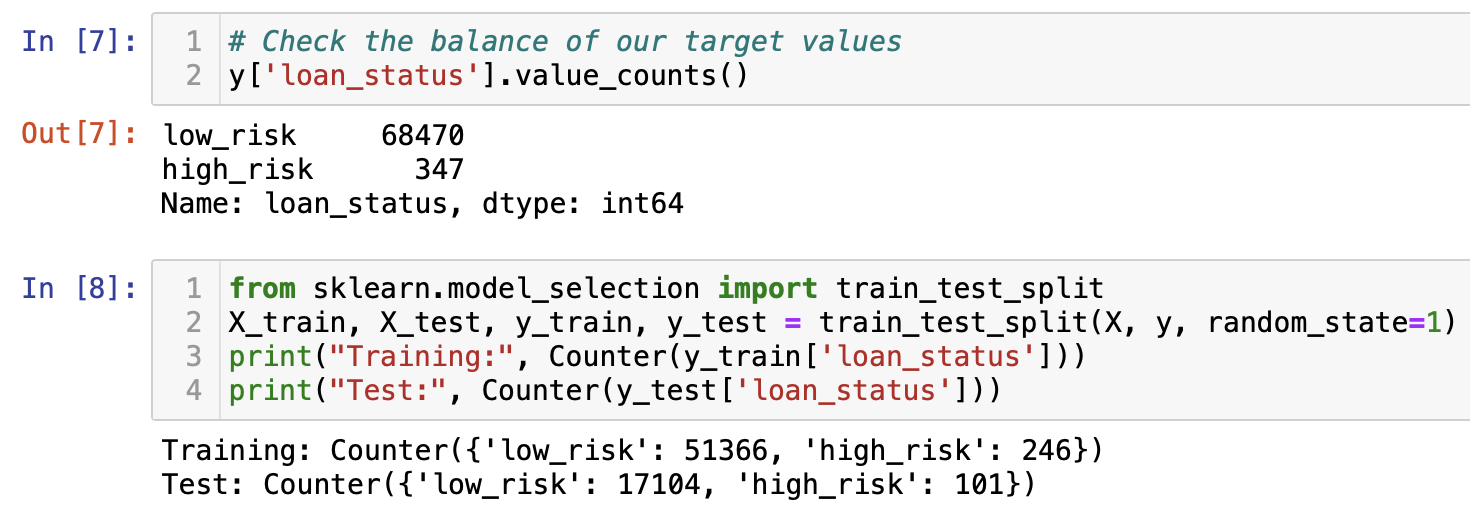 In [7]:
1 # Check the balance of our target values
2 y['loan_status'].value_counts()
Out[7]:
low_risk     68470
high_risk      347
Name: loan_status, dtype: int64
In [8]:
1 from sklearn.model_selection import train_test_split
2 X_train, X_test, y_train, y_test = train_test_split(X, y, random_state=1)
3 print("Training:", Counter(y_train['loan_status']))
4 print("Test:", Counter(y_test['loan_status']))
Training: Counter({'low_risk': 51366, 'high_risk': 246})
Test: Counter({'low_risk': 17104, 'high_risk': 101})